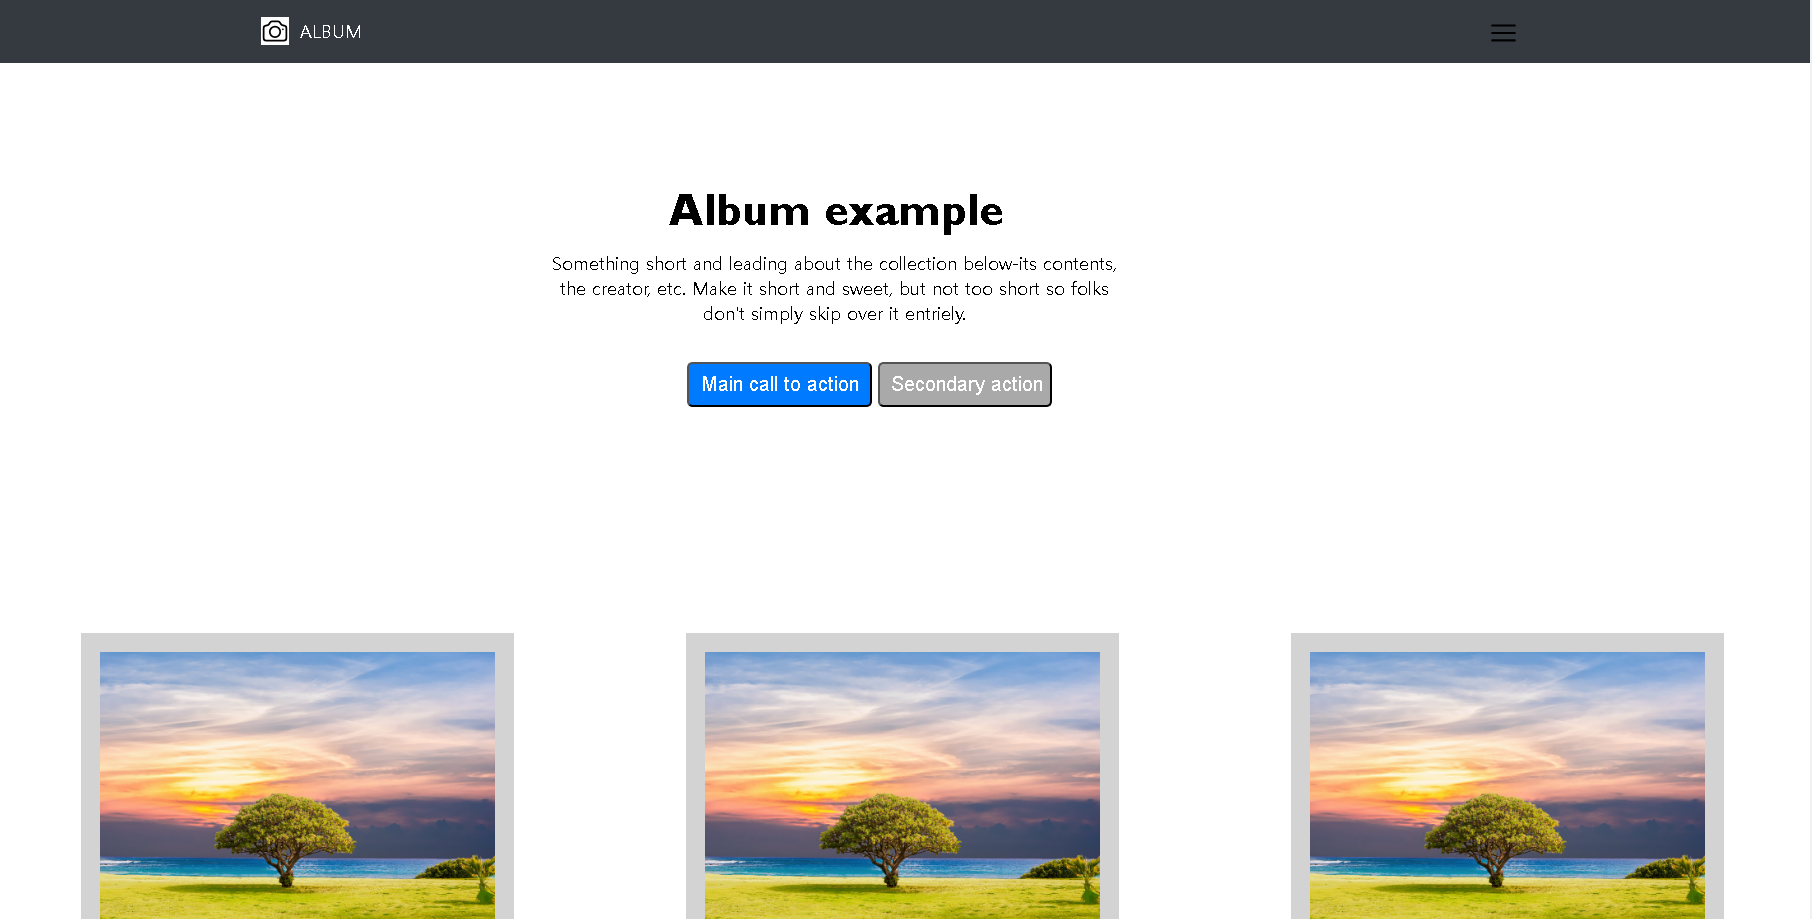 ALBUM
Album example
Something short and leading about the collection below-its contents,
the creator, etc. Make it short and sweet, but not too short so folks
don't simply skip over it entriely.
Main call to action
Secondary action